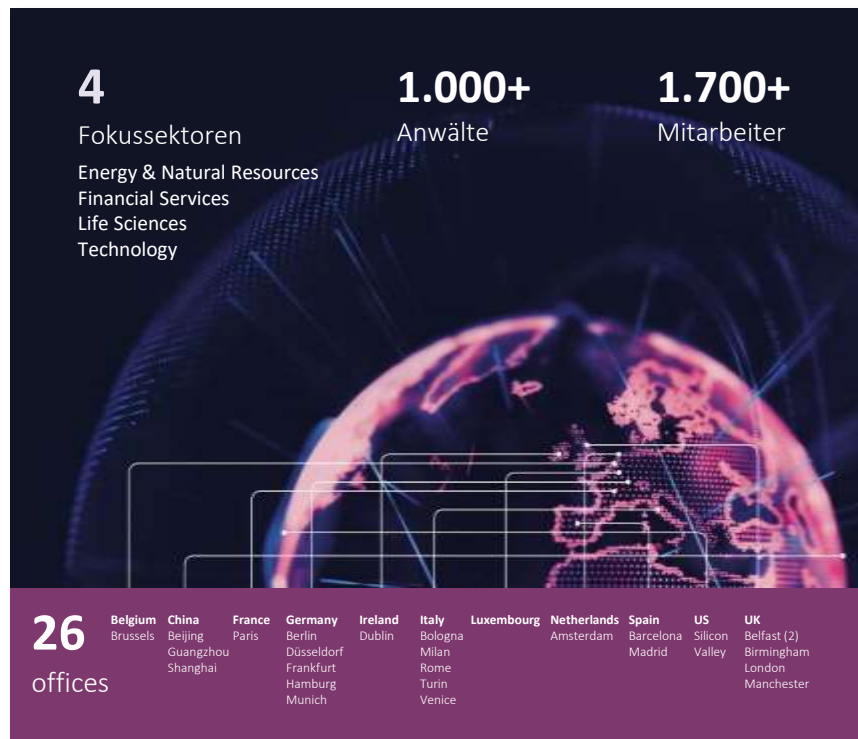 4
Fokussektoren
Energy & Natural Resources
Financial Services
Life Sciences
Technology
1.000+
Anwälte
1.700+
Mitarbeiter
26
offices
Belgium
Brussels
China
Beijing
Guangzhou
Shanghai
France
Paris
Germany
Berlin
Düsseldorf
Frankfurt
Hamburg
Munich
Ireland
Dublin
Italy
Bologna
Milan
Rome
Turin
Venice
Luxembourg
Netherlands
Amsterdam
Spain
Barcelona
Madrid
US
Silicon
Valley
UK
Belfast (2)
Birmingham
London
Manchester